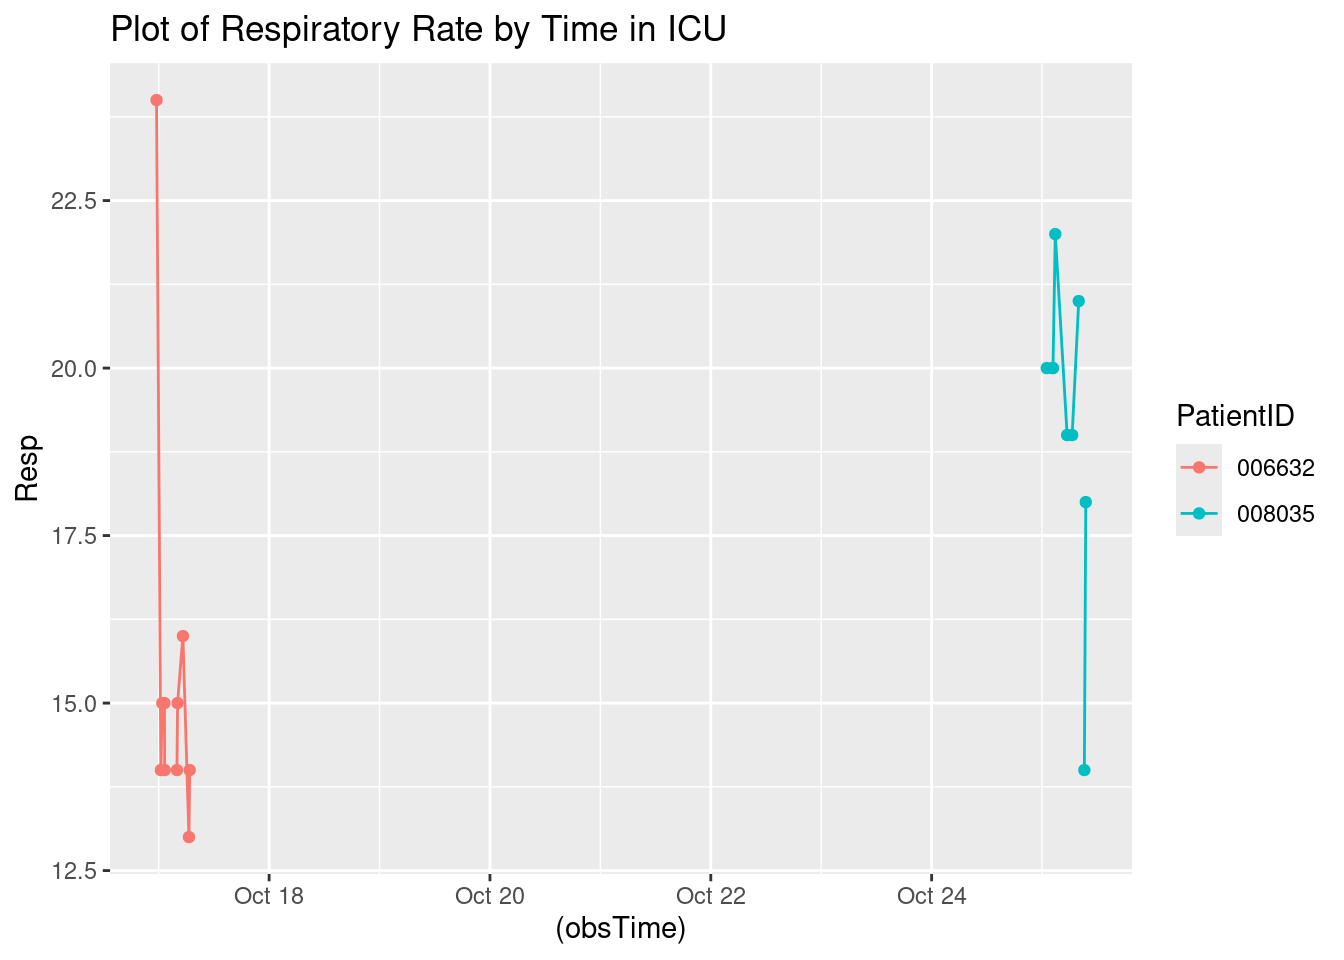 Plot of Respiratory Rate by Time in ICU
22.5
20.0
17.5
15.0
12.5
Resp
Oct 18 Oct 20 Oct 22 Oct 24
(obsTime)
PatientID
006632
008035